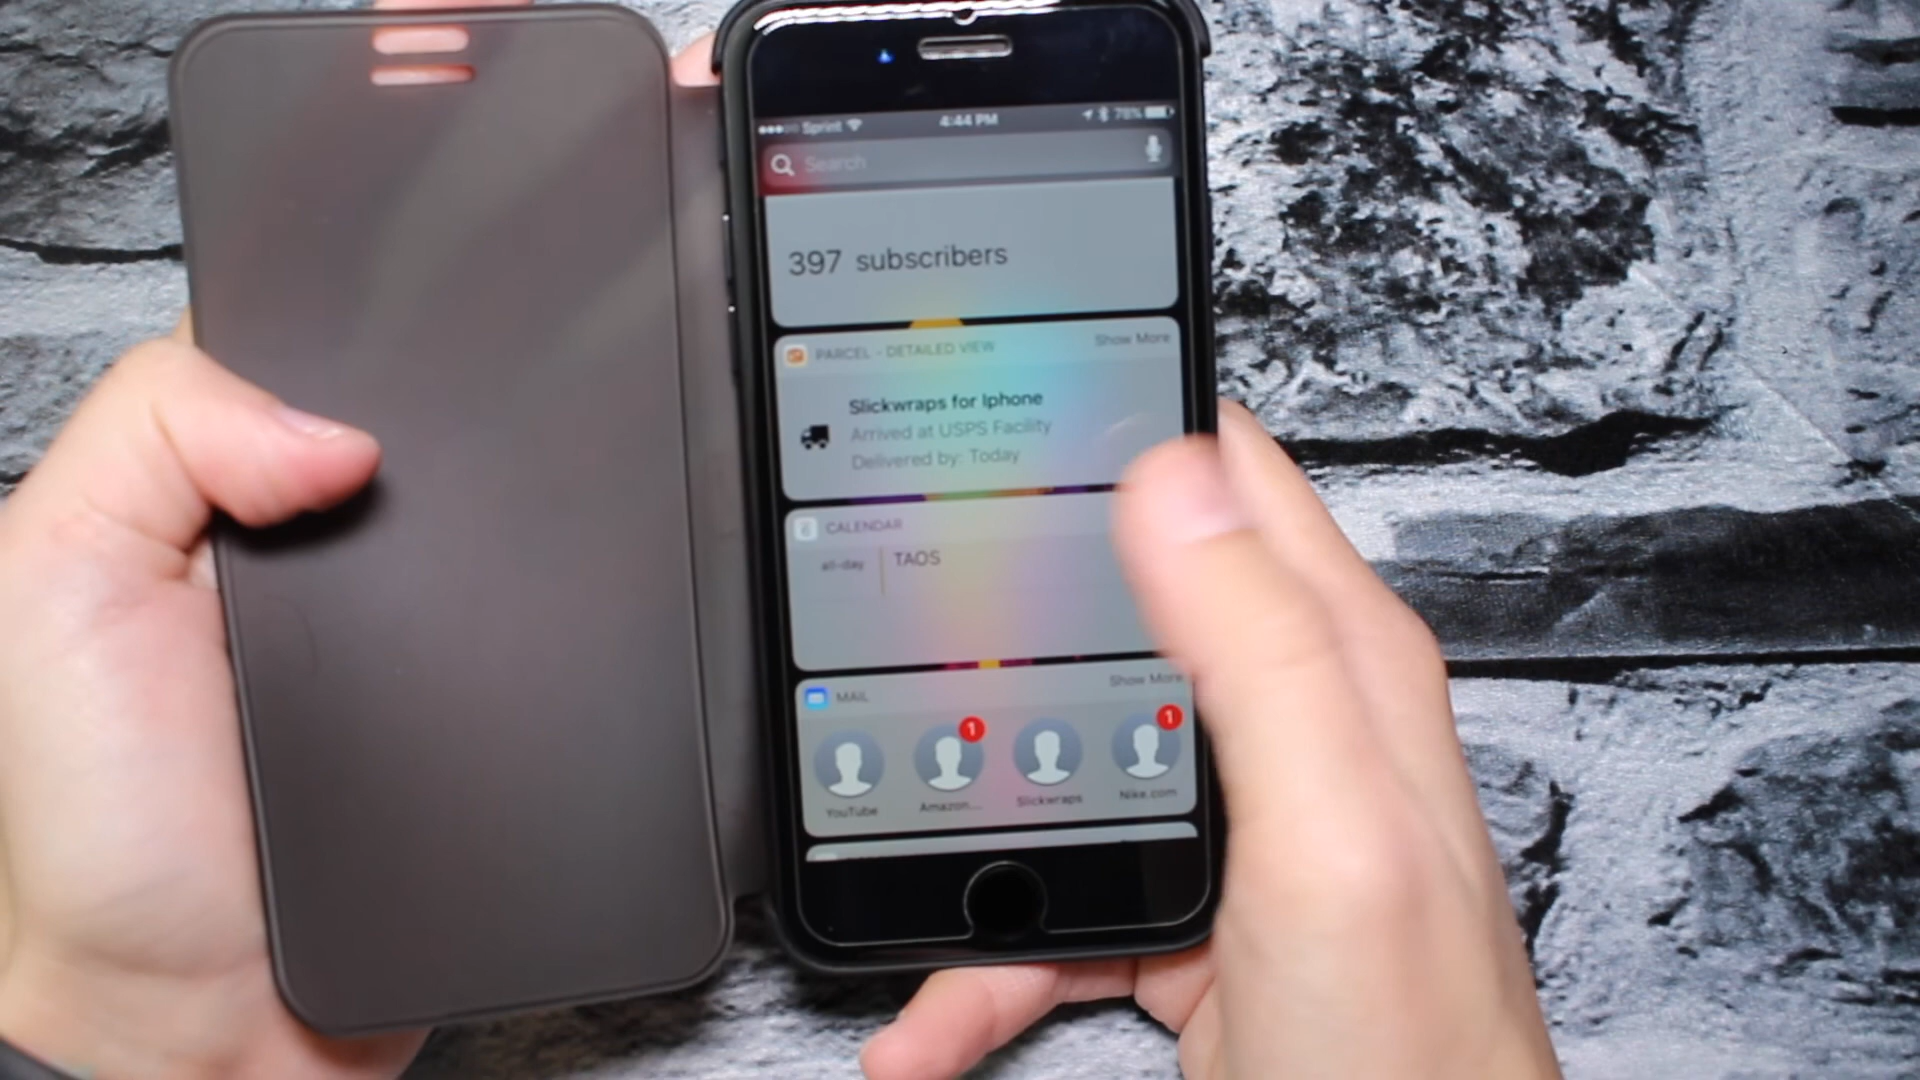 Sprint 4:44 PM 78%
Search
397 subscribers
PARCEL - DETAILED VIEW Show More
Slickwraps for Iphone
Arrived at USPS Facility
Delivered by: Today
CALENDAR
all-day TAOS
MAIL Show More
1 1
YouTube Amazon... Slickwraps Nike.com